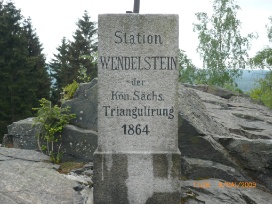 Station
WENDELSTEIN
der
Kön. Sächs.
Triangulirung
1864